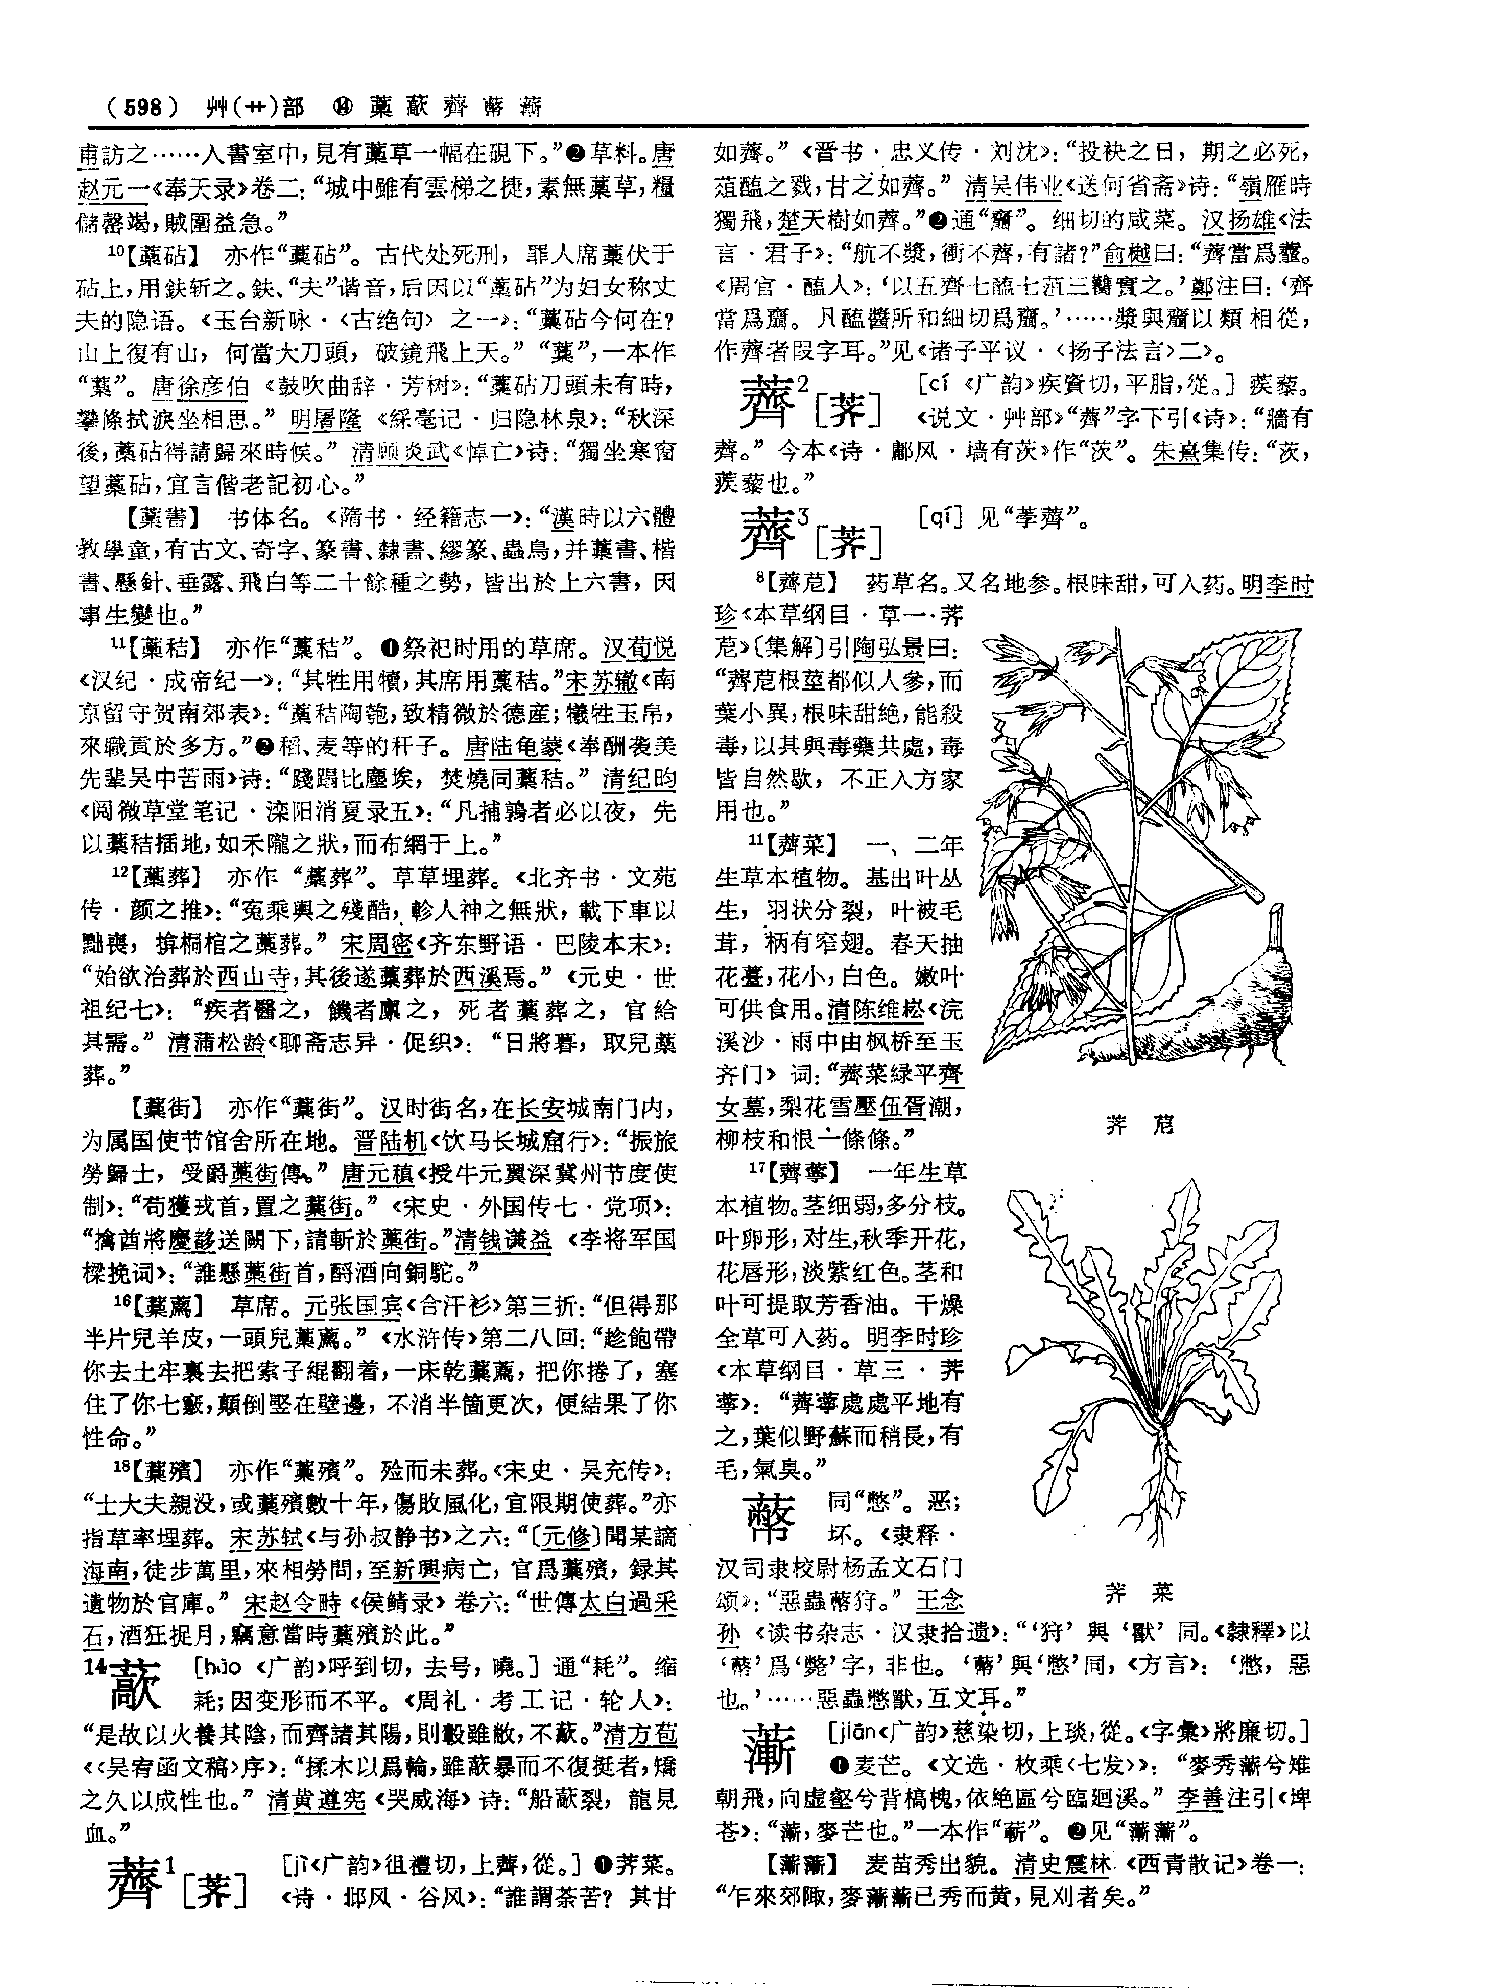 （598） 艸(艹)部 ⑭ 藁 藃 薺 蔽 蔪
甫訪之……入書室中，見有藁草一幅在硯下。”❷草料。唐
赵元一《奉天录》卷二：“城中雖有雲梯之捷，素無藁草，糧
儲罄竭，賊圍益急。”
10【藁砧】 亦作“藳砧”。古代处死刑，罪人席藁伏于
砧上，用鈇斩之。鈇、“夫”谐音，后因以“藁砧”为妇女称丈
夫的隐语。《玉台新咏·〈古绝句〉之一》：“藁砧今何在？
山上復有山，何當大刀頭，破鏡飛上天。”“藁”，一本作
“藳”。唐徐彦伯《鼓吹曲辞·芳树》：“藁砧刀頭未有時，
攀條拭淚坐相思。”明屠隆《綵毫记·归隐林泉》：“秋深
後，藁砧得請歸來時候。”清顾炎武《悼亡》诗：“獨坐寒窗
望藁砧，宜言偕老記初心。”
【藁書】 书体名。《隋书·经籍志一》：“漢時以六體
教學童，有古文、奇字、篆書、隸書、繆篆、蟲鳥，并藁書、楷
書、懸針、垂露、飛白等二十餘種之勢，皆出於上六書，因
事生變也。”
11【藁秸】 亦作“藳秸”。❶祭祀时用的草席。汉荀悦
《汉纪·成帝纪一》：“其牲用犢，其席用藁秸。”宋苏辙《南
京留守贺南郊表》：“藁秸陶匏，致精微於德産；犧牲玉帛，
來職貢於多方。”❷稻、麦等的秆子。唐陆龟蒙《奉酬袭美
先辈吴中苦雨》诗：“踐蹋比塵埃，焚燒同藁秸。”清纪昀
《阅微草堂笔记·滦阳消夏录五》：“凡捕鶉者必以夜，先
以藁秸插地，如禾隴之狀，而布網于上。”
12【藁葬】 亦作“藳葬”。草草埋葬。《北齐书·文苑
传·颜之推》：“冤乘輿之殘酷，軫人神之無狀，載下車以
黜喪，揜桐棺之藁葬。”宋周密《齐东野语·巴陵本末》：
“始欲治葬於西山寺，其後遂藁葬於西溪焉。”《元史·世
祖纪七》：“疾者醫之，饑者廪之，死者藁葬之，官給
其需。”清蒲松龄《聊斋志异·促织》：“日將暮，取兒藁
葬。”
【藁街】 亦作“藳街”。汉时街名，在长安城南门内，
为属国使节馆舍所在地。晋陆机《饮马长城窟行》：“振旅
勞歸士，受爵藁街傳。”唐元稹《授牛元翼深冀州节度使
制》：“苟獲戎首，置之藁街。”《宋史·外国传七·党项》：
“擒酋將慶䤈送闕下，請斬於藁街。”清钱谦益《李将军国
樑挽词》：“誰懸藁街首，酹酒向銅駝。”
16【藁薦】 草席。元张国宾《合汗衫》第三折：“但得那
半片兒羊皮，一頭兒藁薦。”《水浒传》第二八回：“趁飽帶
你去土牢裏去把索子綑翻着，一床乾藁薦，把你捲了，塞
住了你七竅，顛倒竪在壁邊，不消半箇更次，便結果了你
性命。”
18【藁殯】 亦作“藳殯”。殓而未葬。《宋史·吴充传》：
“士大夫親没，或藁殯數十年，傷敗風化，宜限期使葬。”亦
指草率埋葬。宋苏轼《与孙叔静书》之六：“〔元修〕聞某謫
海南，徒步萬里，來相勞問，至新興病亡，官爲藁殯，録其
遺物於官庫。”宋赵令畤《侯鲭录》卷六：“世傳太白過采
石，酒狂捉月，竊意當時藁殯於此。”
14藃 [hào《广韵》呼到切，去号，曉。]通“耗”。缩
耗；因变形而不平。《周礼·考工记·轮人》：
“是故以火養其陰，而齊諸其陽，則轂雖敝，不藃。”清方苞
《〈吴宥函文稿〉序》：“揉木以爲輪，雖藃暴而不復挺者，矯
之久以成性也。”清黄遵宪《哭威海》诗：“船藃裂，龍見
血。”
薺1［荠］ [jì《广韵》徂禮切，上薺，從。]❶荠菜。
《诗·邶风·谷风》：“誰謂荼苦？其甘
如薺。”《晋书·忠义传·刘沈》：“投袂之日，期之必死，
葅醢之戮，甘之如薺。”清吴伟业《送何省斋》诗：“嶺雁時
獨飛，楚天樹如薺。”❷通“齏”。细切的咸菜。汉扬雄《法
言·君子》：“航不漿，衝不薺，有諸？”俞樾曰：“薺當爲齏。
《周官·醢人》：‘以五齊七醢七菹三臡實之。’鄭注曰：‘齊
當爲齏。凡醢醬所和細切爲齏。’……漿與齏以類相從，
作薺者叚字耳。”见《诸子平议·〈扬子法言〉二》。
薺2［荠］ [cí《广韵》疾資切，平脂，從。]蒺藜。
《说文·艸部》“薺”字下引《诗》：“牆有
薺。”今本《诗·鄘风·墙有茨》作“茨”。朱熹集传：“茨，
蒺藜也。”
薺3［荠］ [qí]见“荸薺”。
8【薺苨】 药草名。又名地参。根味甜，可入药。明李时
珍《本草纲目·草一·荠
苨》〔集解〕引陶弘景曰：
“薺苨根莖都似人參，而
葉小異，根味甜絶，能殺
毒，以其與毒藥共處，毒
皆自然歇，不正入方家
用也。”
11【薺菜】 一、二年
生草本植物。基出叶丛
生，羽状分裂，叶被毛
茸，柄有窄翅。春天抽
花薹，花小，白色。嫩叶
可供食用。清陈维崧《浣
溪沙·雨中由枫桥至玉
齐门》词：“薺菜緑平齊
女墓，梨花雪壓伍胥潮，
柳枝和恨一條條。”
17【薺薴】 一年生草
本植物。茎细弱，多分枝。
叶卵形，对生，秋季开花，
花唇形，淡紫红色。茎和
叶可提取芳香油。干燥
全草可入药。明李时珍
《本草纲目·草三·荠
薴》：“薺薴處處平地有
之，葉似野蘇而稍長，有
毛，氣臭。”
荠 苨
荠 菜
同“憋”。恶；
坏。《隶释·
汉司隶校尉杨孟文石门
颂》：“惡蟲蔽狩。”王念
孙《读书杂志·汉隶拾遗》：“‘狩’與‘獸’同。《隸釋》以
‘蔽’爲‘斃’字，非也。‘蔽’與‘憋’同，《方言》：‘憋，惡
也。’……惡蟲憋獸，互文耳。”
蔪 [jiān《广韵》慈染切，上琰，從。《字彙》將廉切。]
❶麦芒。《文选·枚乘〈七发〉》：“麥秀蔪兮雉
朝飛，向虚壑兮背槁槐，依絶區兮臨迴溪。”李善注引《埤
苍》：“蔪，麥芒也。”一本作“蘄”。❷见“蔪蔪”。
【蔪蔪】 麦苗秀出貌。清史震林《西青散记》卷一：
“乍來郊陬，麥蔪蔪已秀而黄，見刈者矣。”